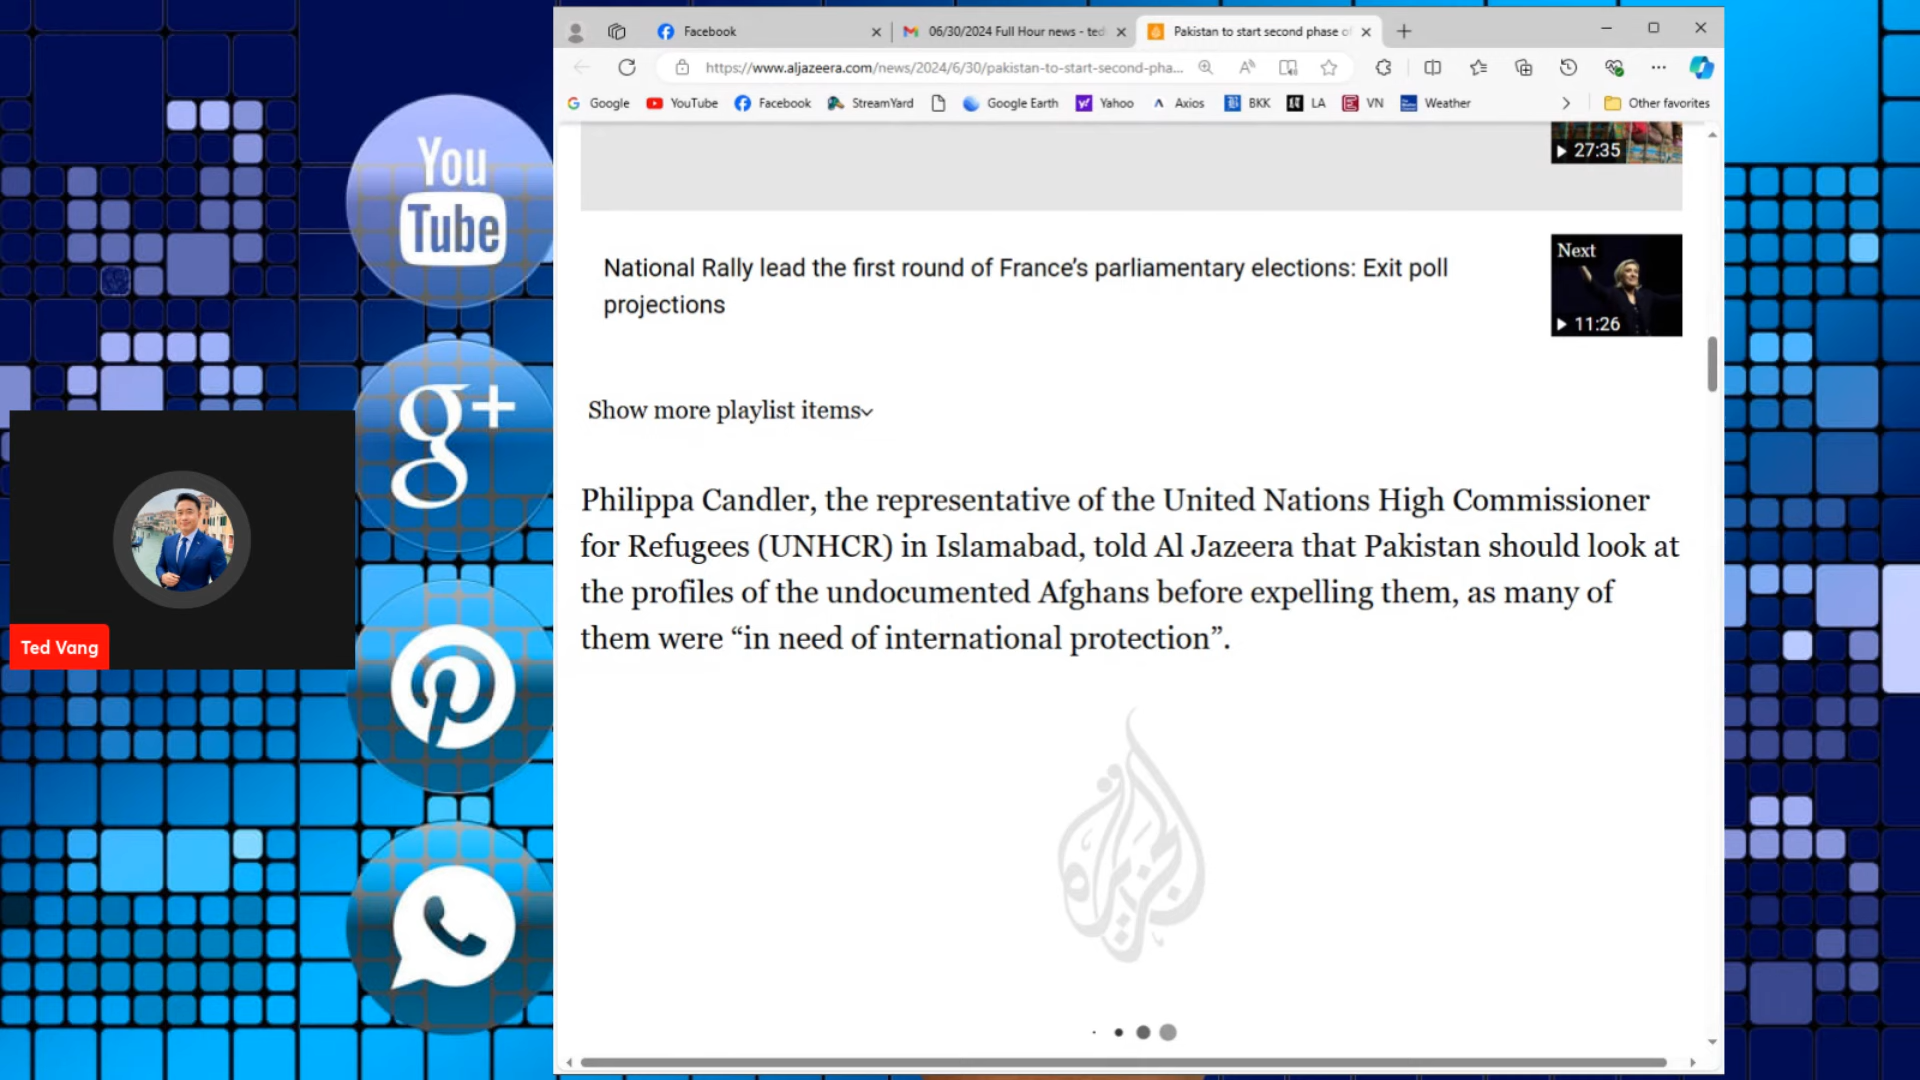 Facebook
06/30/2024 Full Hour news - ted
Pakistan to start second phase o
https://www.aljazeera.com/news/2024/6/30/pakistan-to-start-second-pha...
Google
YouTube
Facebook
StreamYard
Google Earth
Yahoo
Axios
BKK
LA
VN
Weather
Other favorites
27:35
National Rally lead the first round of France’s parliamentary elections: Exit poll
projections
Next
11:26
Show more playlist items
Philippa Candler, the representative of the United Nations High Commissioner
for Refugees (UNHCR) in Islamabad, told Al Jazeera that Pakistan should look at
the profiles of the undocumented Afghans before expelling them, as many of
them were “in need of international protection”.
الجزيرة
You
Tube
g+
Ted Vang